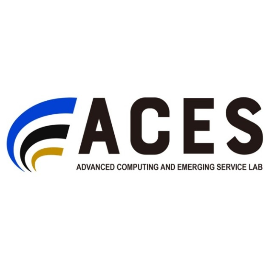 ACES
ADVANCED COMPUTING AND EMERGING SERVICE LAB